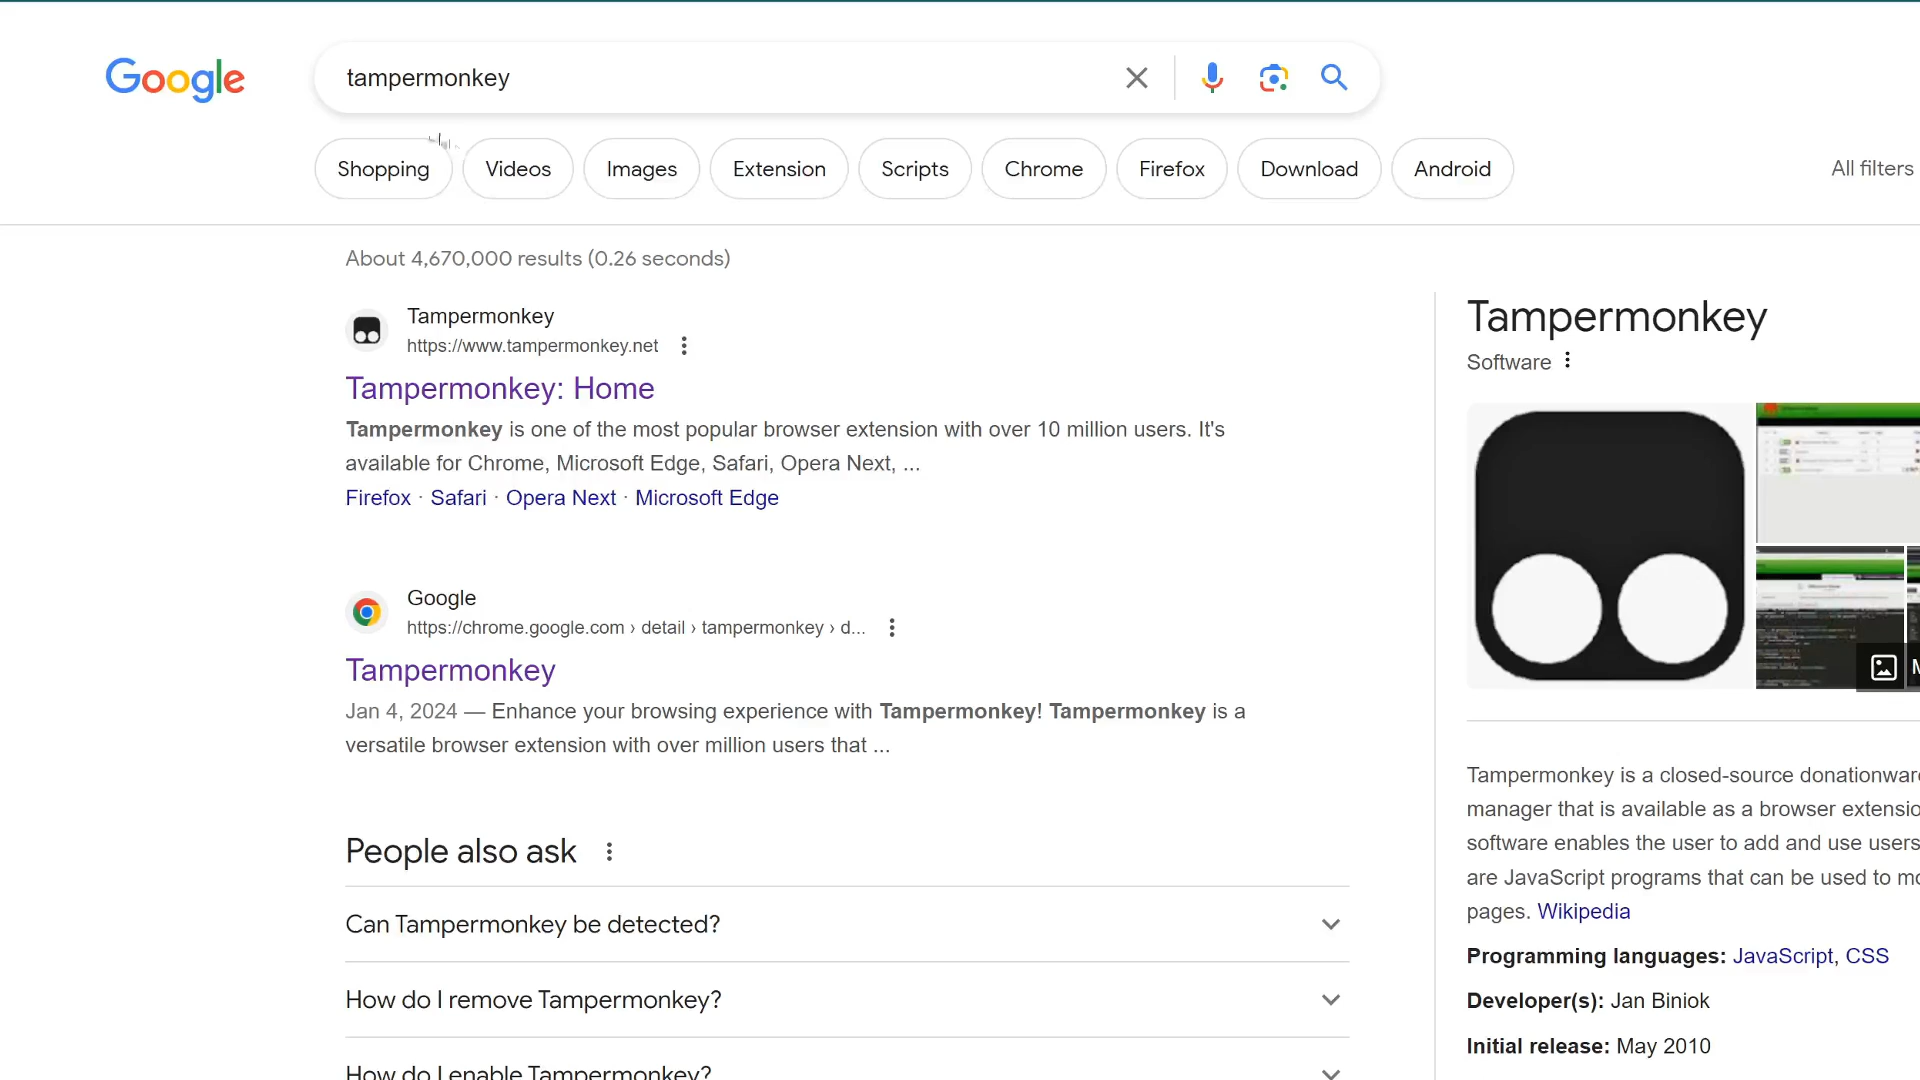 Google
tampermonkey
Shopping
Videos
Images
Extension
Scripts
Chrome
Firefox
Download
Android
All filters
About 4,670,000 results (0.26 seconds)
Tampermonkey
https://www.tampermonkey.net
Tampermonkey: Home
Tampermonkey is one of the most popular browser extension with over 10 million users. It's
available for Chrome, Microsoft Edge, Safari, Opera Next, ...
Firefox · Safari · Opera Next · Microsoft Edge
Google
https://chrome.google.com › detail › tampermonkey › d...
Tampermonkey
Jan 4, 2024 — Enhance your browsing experience with Tampermonkey! Tampermonkey is a
versatile browser extension with over million users that ...
People also ask
Can Tampermonkey be detected?
How do I remove Tampermonkey?
How do I enable Tampermonkey?
Tampermonkey
Software
Tampermonkey is a closed-source donationware
manager that is available as a browser extensio
software enables the user to add and use users
are JavaScript programs that can be used to mo
pages. Wikipedia
Programming languages: JavaScript, CSS
Developer(s): Jan Biniok
Initial release: May 2010